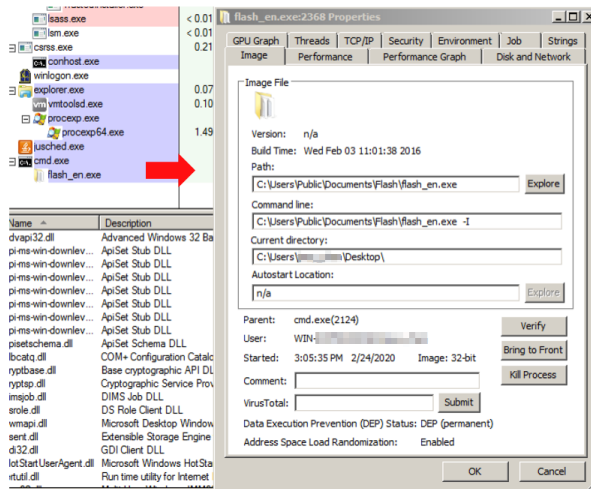 lsass.exe < 0.01
lsm.exe < 0.01
csrss.exe 0.21
conhost.exe
winlogon.exe
explorer.exe 0.07
vmtoolsd.exe 0.10
procexp.exe
procexp64.exe 1.49
jusched.exe
cmd.exe
flash_en.exe
Name Description
dvapi32.dll Advanced Windows 32 Ba
pi-ms-win-downlev... ApiSet Stub DLL
pi-ms-win-downlev... ApiSet Stub DLL
pi-ms-win-downlev... ApiSet Stub DLL
pi-ms-win-downlev... ApiSet Stub DLL
pi-ms-win-downlev... ApiSet Stub DLL
pi-ms-win-downlev... ApiSet Stub DLL
pisetschema.dll ApiSet Schema DLL
lbcatq.dll COM+ Configuration Catalo
ryptbase.dll Base cryptographic API DL
ryptsp.dll Cryptographic Service Prov
imsjob.dll DIMS Job DLL
srole.dll DS Role Client DLL
wmapi.dll Microsoft Desktop Window
sent.dll Extensible Storage Engine
di32.dll GDI Client DLL
lotStartUserAgent.dll Microsoft Windows HotSta
rtutil.dll Run time utility for Internet
flash_en.exe:2368 Properties
GPU Graph Threads TCP/IP Security Environment Job Strings
Image Performance Performance Graph Disk and Network
Image File
Version: n/a
Build Time: Wed Feb 03 11:01:38 2016
Path:
C:\Users\Public\Documents\Flash\flash_en.exe Explore
Command line:
C:\Users\Public\Documents\Flash\flash_en.exe -I
Current directory:
C:\Users\ \Desktop\
Autostart Location:
n/a Explore
Parent: cmd.exe(2124) Verify
User: WIN-
Bring to Front
Started: 3:05:35 PM 2/24/2020 Image: 32-bit
Comment: Kill Process
VirusTotal: Submit
Data Execution Prevention (DEP) Status: DEP (permanent)
Address Space Load Randomization: Enabled
OK Cancel